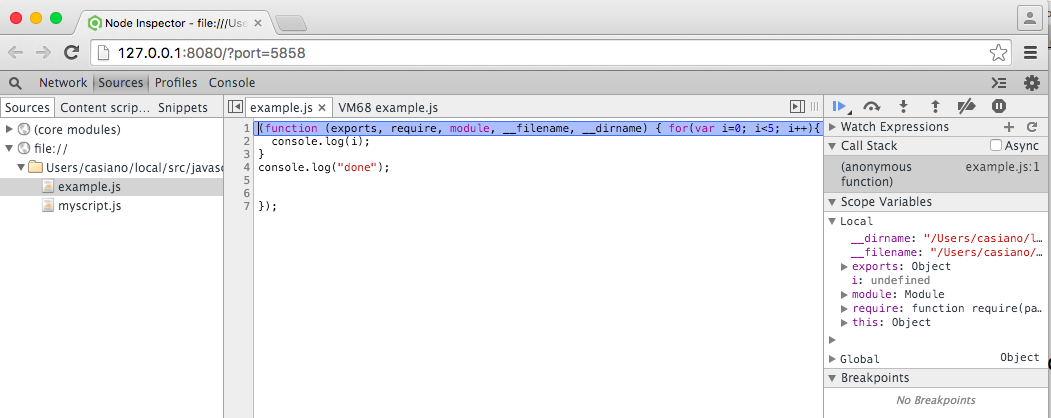 Node Inspector - file:///Use
127.0.0.1:8080/?port=5858
Network Sources Profiles Console
Sources Content scrip... Snippets
(core modules)
file://
Users/casiano/local/src/javasc
example.js
myscript.js
example.js × VM68 example.js
1 (function (exports, require, module, __filename, __dirname) { for(var i=0; i<5; i++){
2 console.log(i);
3 }
4 console.log("done");
5
6
7 });
Watch Expressions
Call Stack Async
(anonymous function) example.js:1
Scope Variables
Local
__dirname: "/Users/casiano/l...
__filename: "/Users/casiano/...
exports: Object
i: undefined
module: Module
require: function require(pa...
this: Object
Global Object
Breakpoints
No Breakpoints